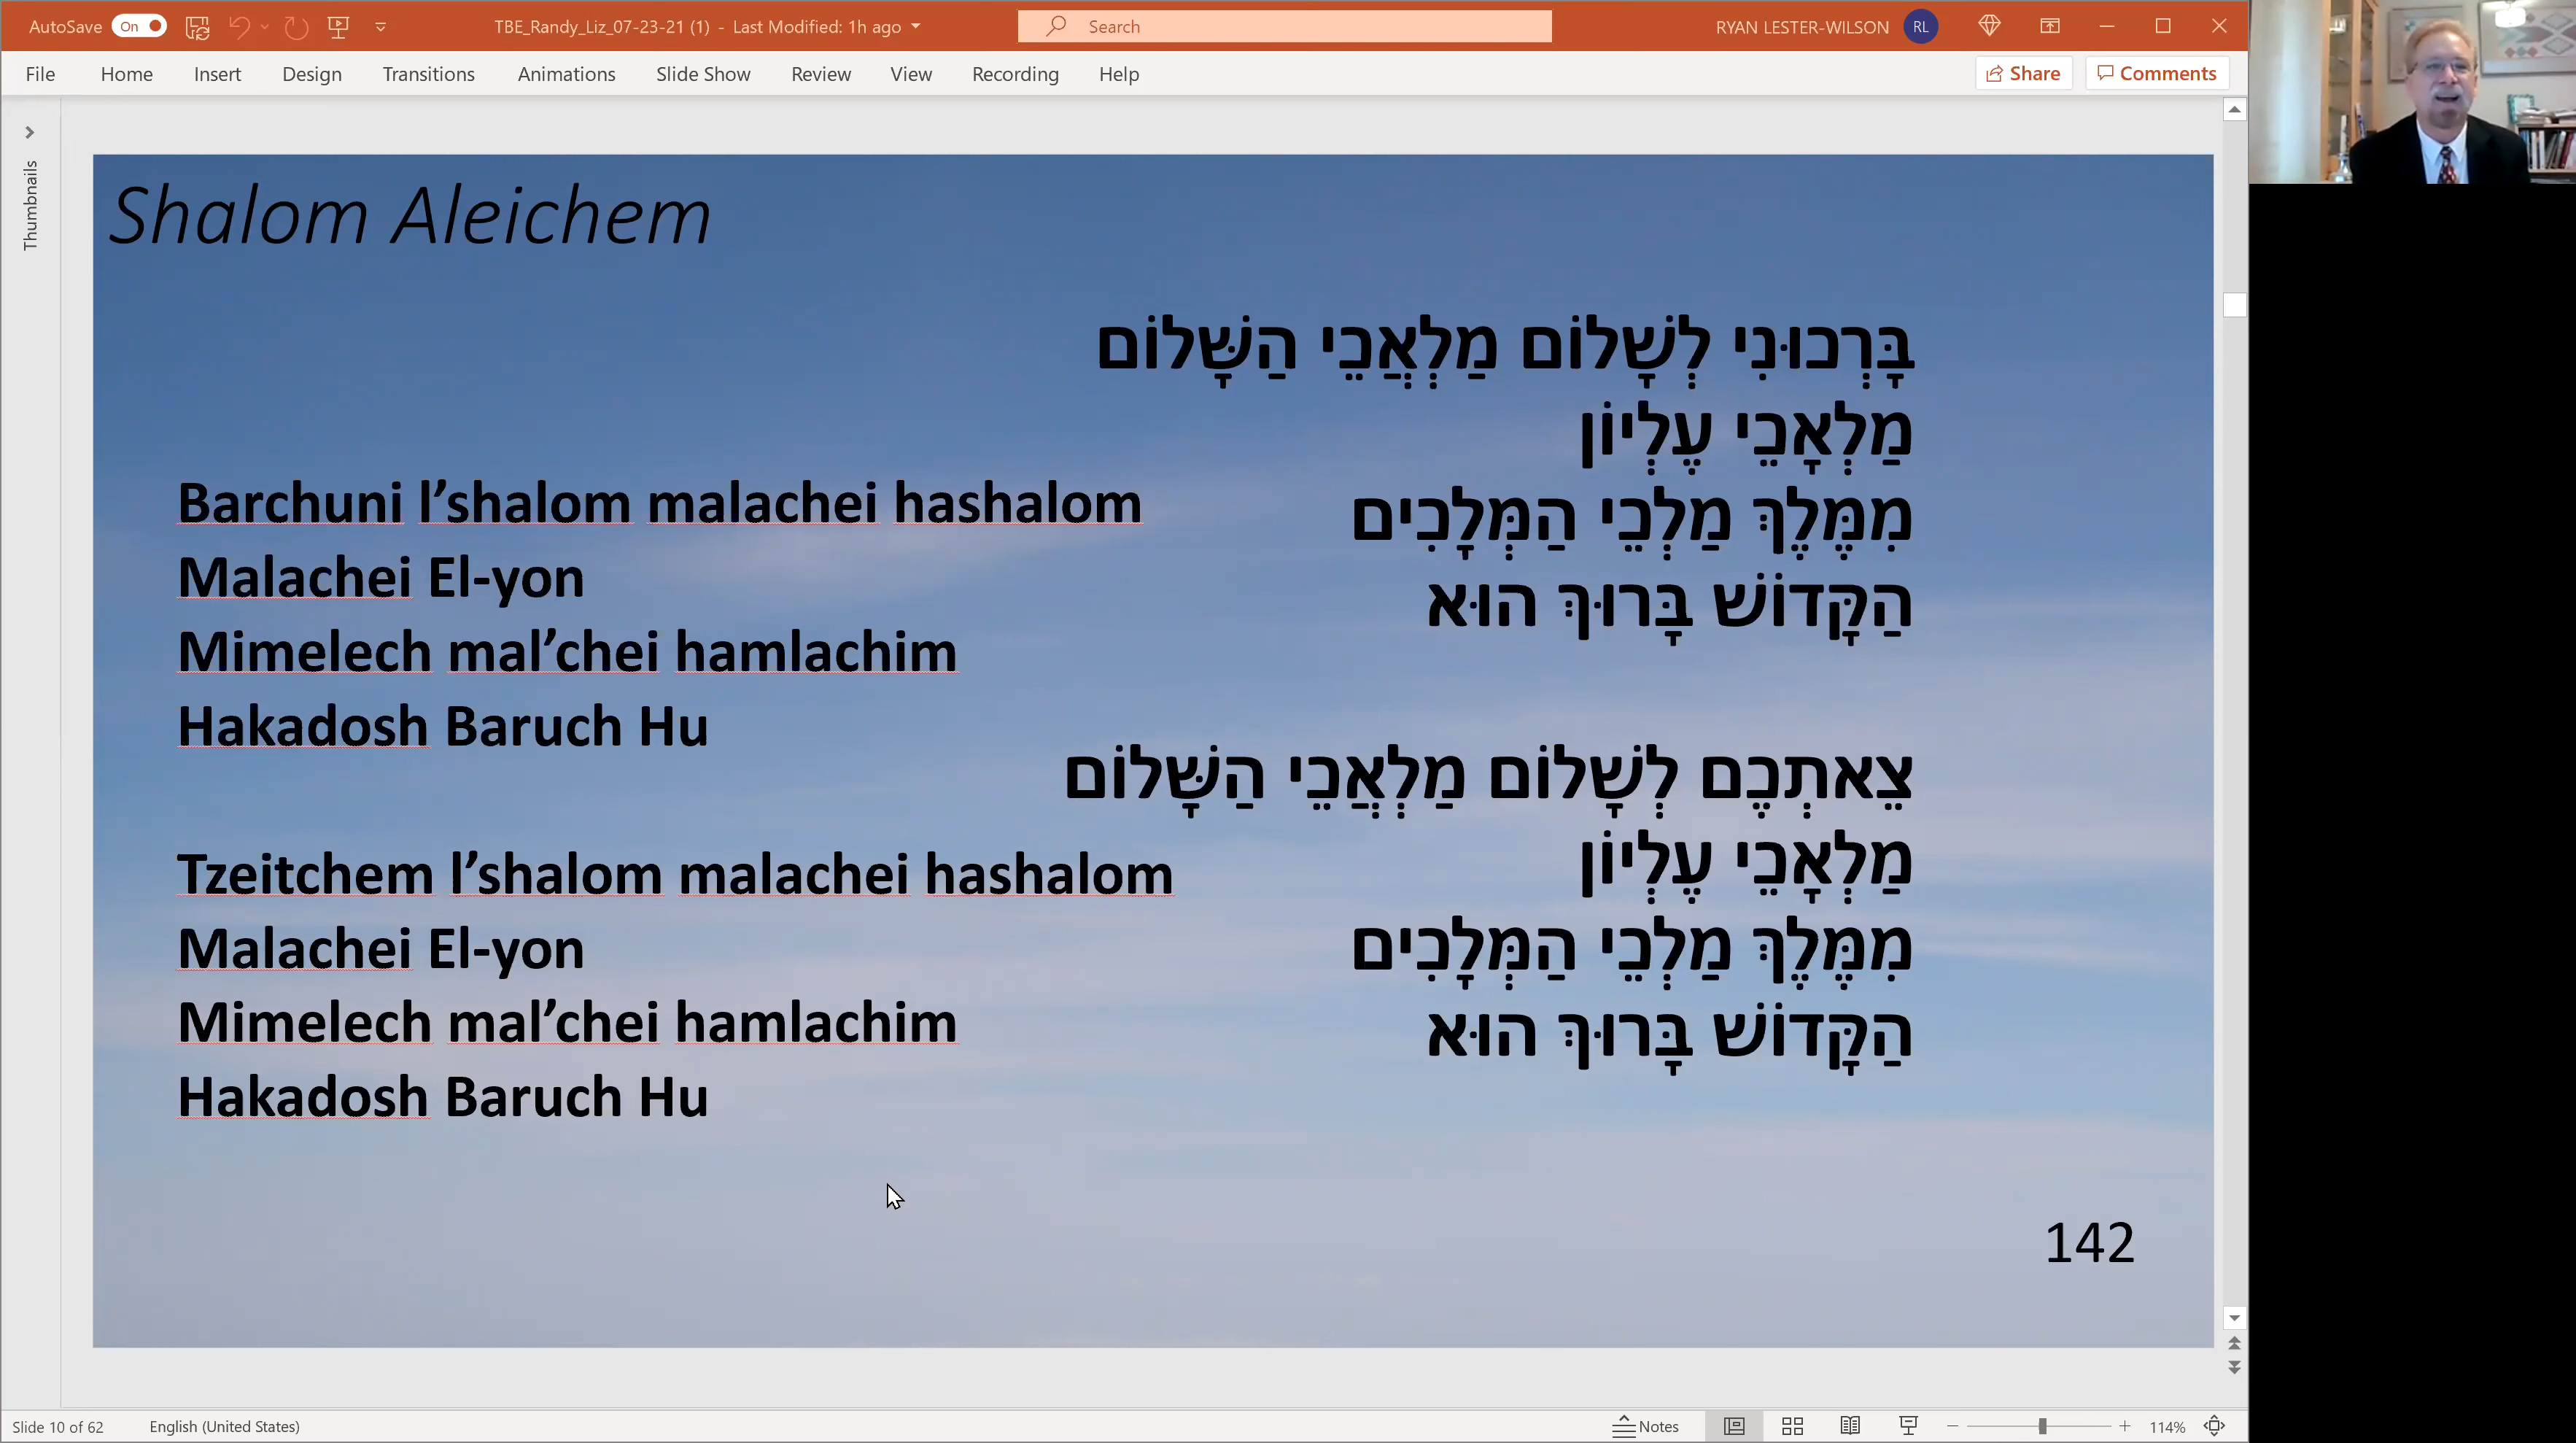 AutoSave On TBE_Randy_Liz_07-23-21 (1) - Last Modified: 1h ago Search RYAN LESTER-WILSON RL
File Home Insert Design Transitions Animations Slide Show Review View Recording Help Share Comments
Thumbnails
Shalom Aleichem
בָּרְכוּנִי לְשָׁלוֹם מַלְאֲכֵי הַשָּׁלוֹם
מַלְאָכֵי עֶלְיוֹן
מִמֶּלֶךְ מַלְכֵי הַמְּלָכִים
הַקָּדוֹשׁ בָּרוּךְ הוּא
צֵאתְכֶם לְשָׁלוֹם מַלְאֲכֵי הַשָּׁלוֹם
מַלְאָכֵי עֶלְיוֹן
מִמֶּלֶךְ מַלְכֵי הַמְּלָכִים
הַקָּדוֹשׁ בָּרוּךְ הוּא
Barchuni l’shalom malachei hashalom
Malachei El-yon
Mimelech mal’chei hamlachim
Hakadosh Baruch Hu
Tzeitchem l’shalom malachei hashalom
Malachei El-yon
Mimelech mal’chei hamlachim
Hakadosh Baruch Hu
142
Slide 10 of 62 English (United States) Notes 114%